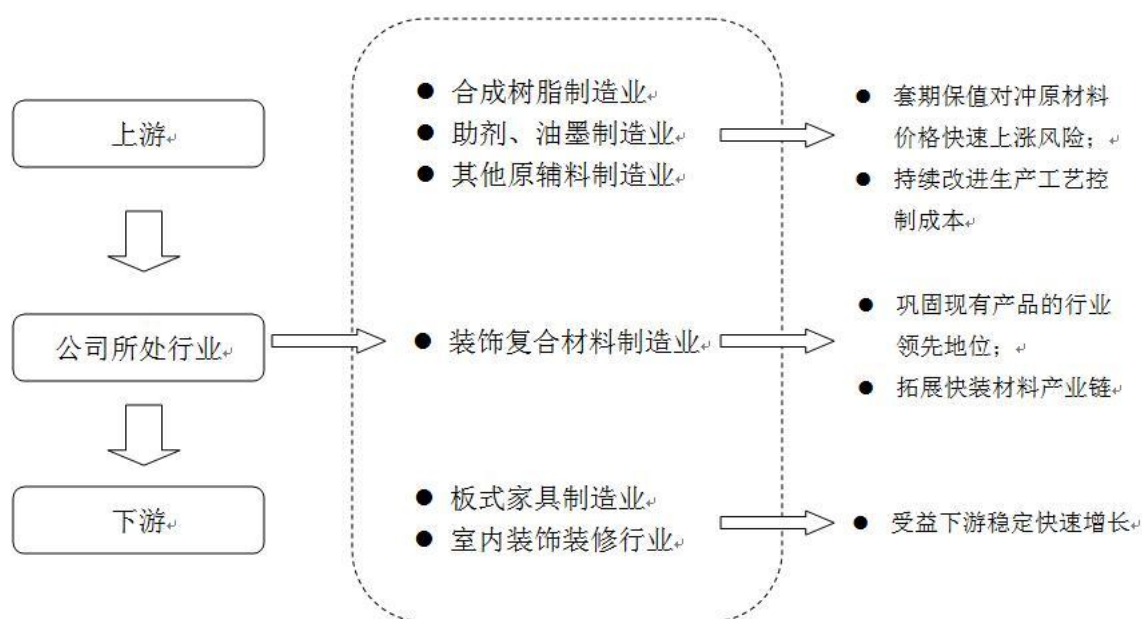 上游
● 合成树脂制造业
● 助剂、油墨制造业
● 其他原辅料制造业
● 套期保值对冲原材料
价格快速上涨风险；
● 持续改进生产工艺控
制成本
公司所处行业
● 装饰复合材料制造业
● 巩固现有产品的行业
领先地位；
● 拓展快装材料产业链
下游
● 板式家具制造业
● 室内装饰装修行业
● 受益下游稳定快速增长